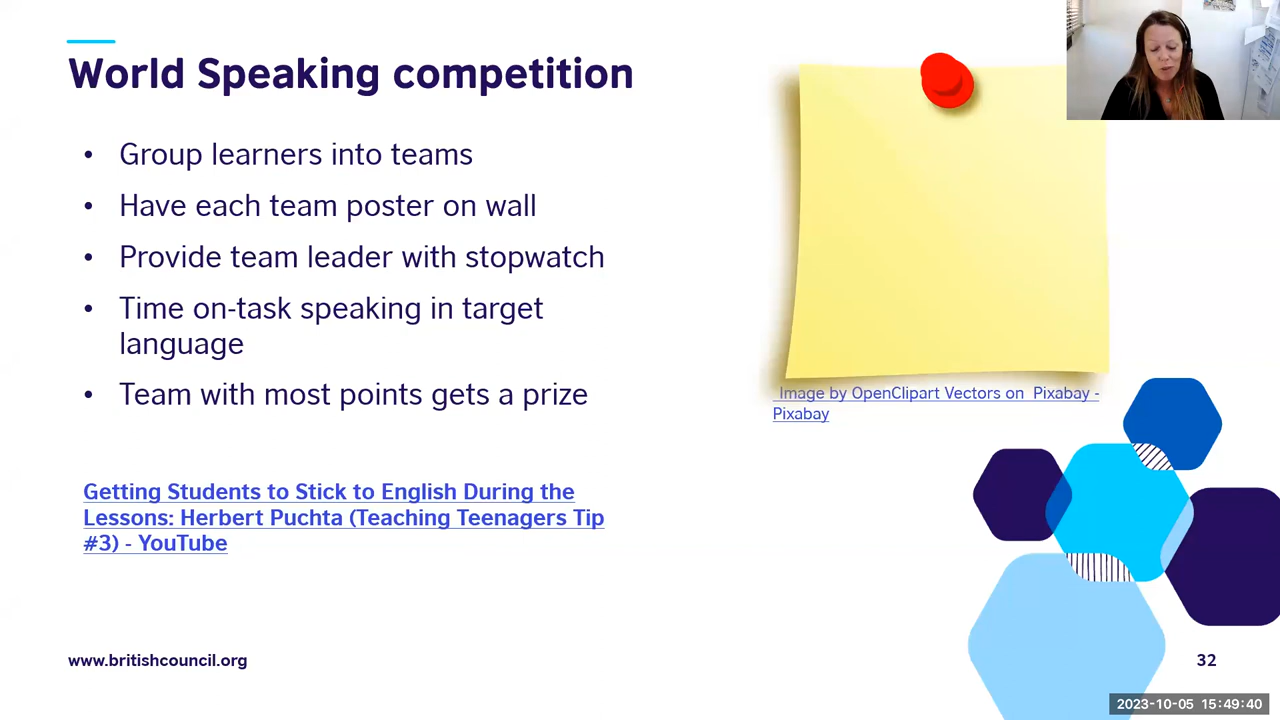 World Speaking competition
• Group learners into teams
• Have each team poster on wall
• Provide team leader with stopwatch
• Time on-task speaking in target
language
• Team with most points gets a prize
Image by OpenClipart Vectors on Pixabay -
Pixabay
Getting Students to Stick to English During the
Lessons: Herbert Puchta (Teaching Teenagers Tip
#3) - YouTube
www.britishcouncil.org
32
2023-10-05 15:49:40